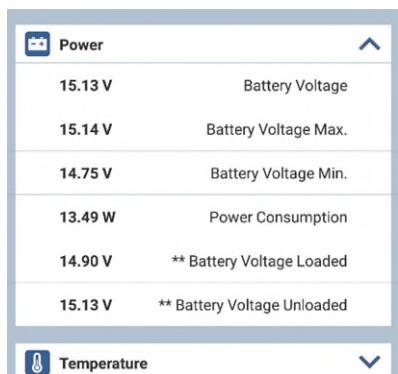 Power
15.13 V Battery Voltage
15.14 V Battery Voltage Max.
14.75 V Battery Voltage Min.
13.49 W Power Consumption
14.90 V ** Battery Voltage Loaded
15.13 V ** Battery Voltage Unloaded
Temperature